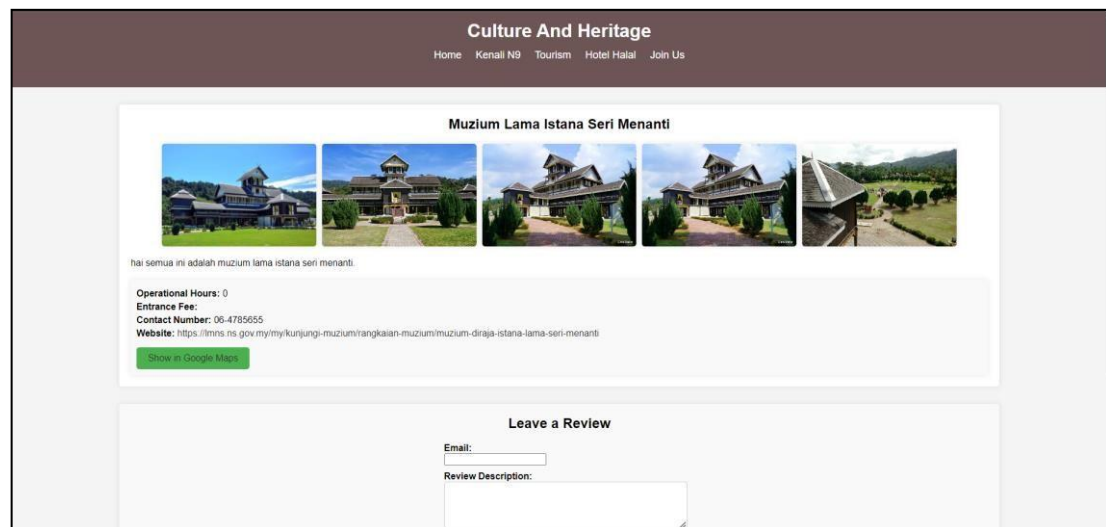 Culture And Heritage
Home Kenali N9 Tourism Hotel Halal Join Us
Muzium Lama Istana Seri Menanti
hai semua ini adalah muzium lama istana seri menanti.
Operational Hours: 0
Entrance Fee:
Contact Number: 06-4785655
Website: https://lmns.ns.gov.my/my/kunjungi-muzium/rangkaian-muzium/muzium-diraja-istana-lama-seri-menanti
Show in Google Maps
Leave a Review
Email:
Review Description: